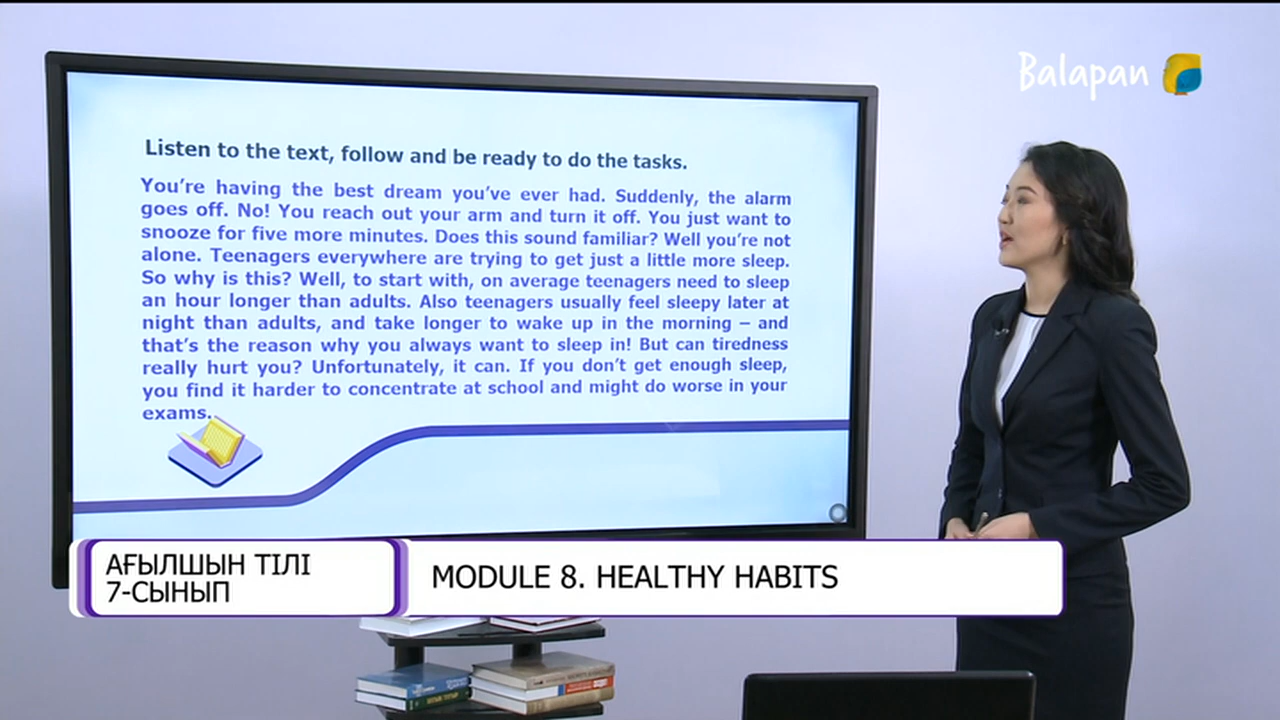 Balapan
Listen to the text, follow and be ready to do the tasks.
You're having the best dream you've ever had. Suddenly, the alarm
goes off. No! You reach out your arm and turn it off. You just want to
snooze for five more minutes. Does this sound familiar? Well you're not
alone. Teenagers everywhere are trying to get just a little more sleep.
So why is this? Well, to start with, on average teenagers need to sleep
an hour longer than adults. Also teenagers usually feel sleepy later at
night than adults, and take longer to wake up in the morning – and
that's the reason why you always want to sleep in! But can tiredness
really hurt you? Unfortunately, it can. If you don't get enough sleep,
you find it harder to concentrate at school and might do worse in your
exams.
АҒЫЛШЫН ТІЛІ
7-СЫНЫП
MODULE 8. HEALTHY HABITS